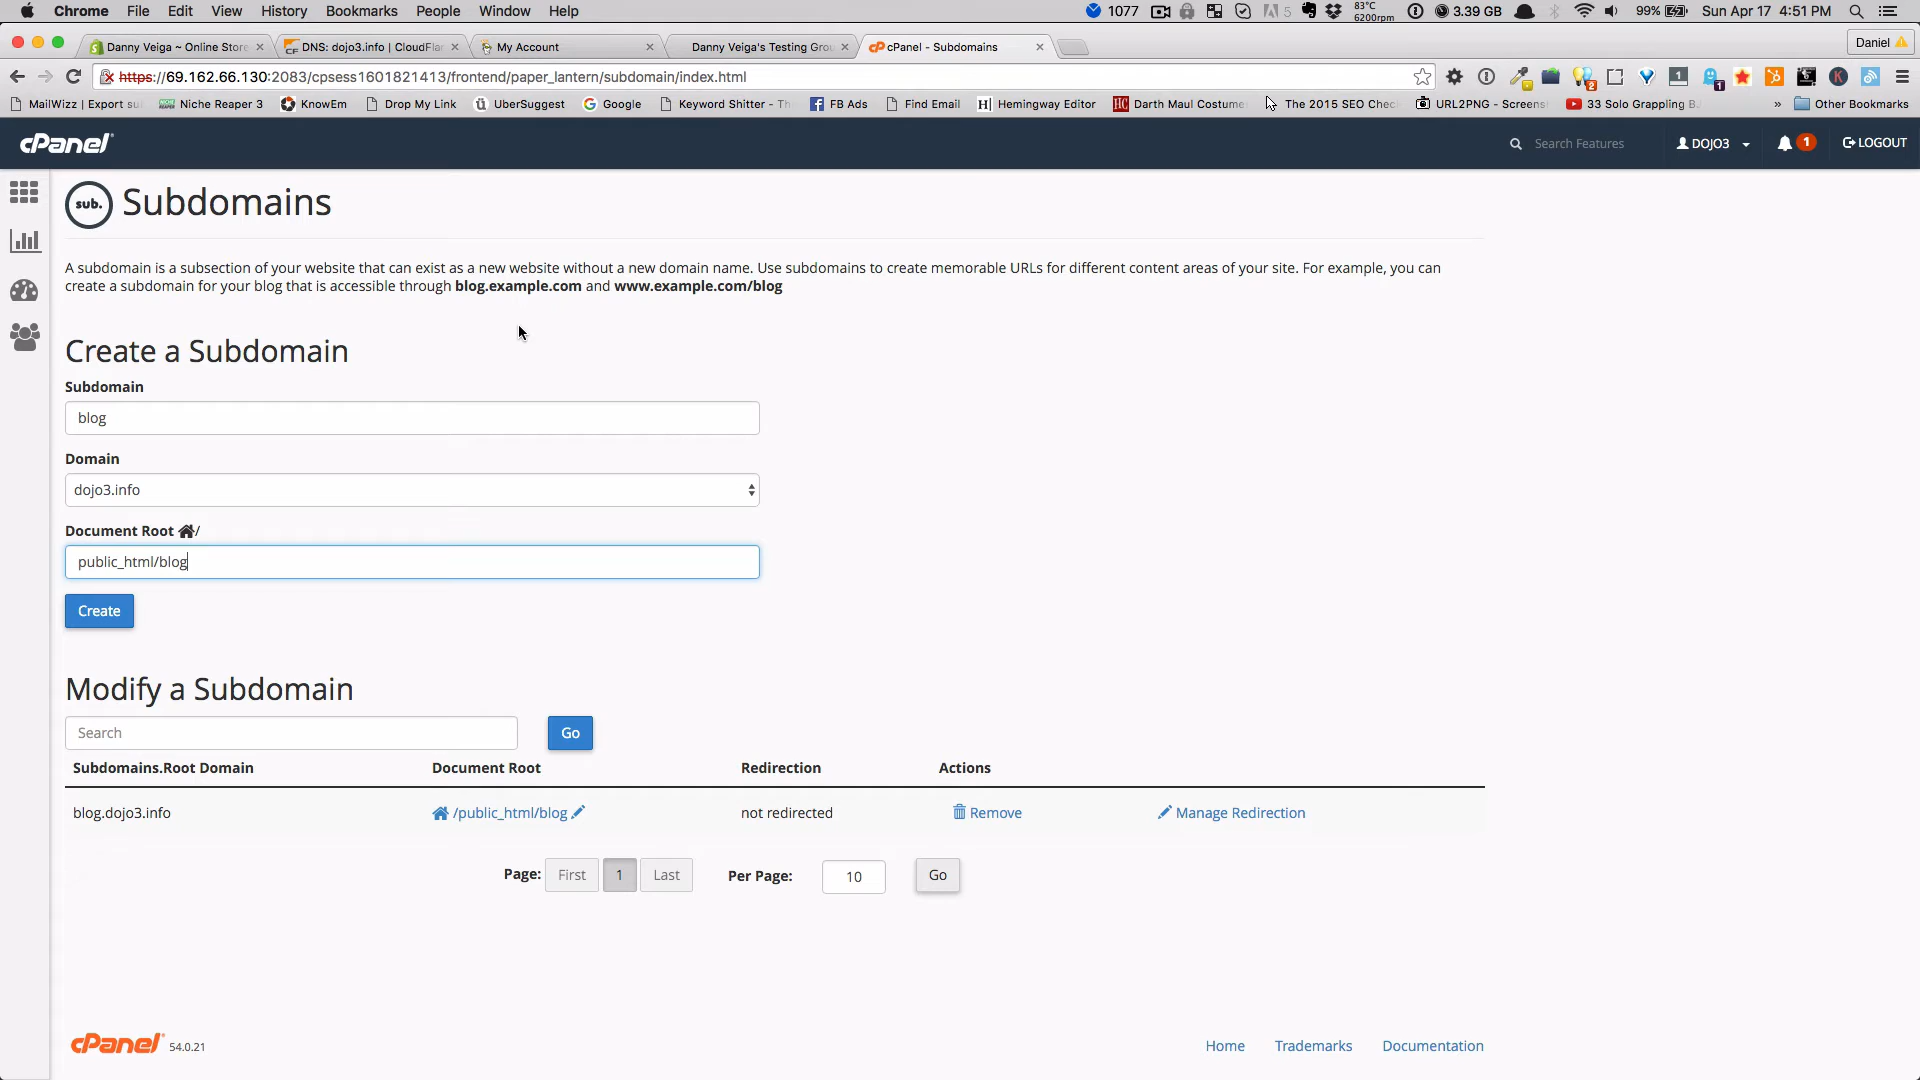 Chrome File Edit View History Bookmarks People Window Help 1077 5 83°C 6200rpm 3.39 GB 99% Sun Apr 17 4:51 PM
Danny Veiga ~ Online Store DNS: dojo3.info | CloudFlar My Account Danny Veiga's Testing Grou cPanel - Subdomains Daniel
https://69.162.66.130:2083/cpsess1601821413/frontend/paper_lantern/subdomain/index.html
MailWizz | Export su Niche Reaper 3 KnowEm Drop My Link UberSuggest Google Keyword Shitter - Th FB Ads Find Email Hemingway Editor Darth Maul Costume The 2015 SEO Chec URL2PNG - Screens 33 Solo Grappling B » Other Bookmarks
cPanel Search Features DOJO3 1 LOGOUT
sub. Subdomains
A subdomain is a subsection of your website that can exist as a new website without a new domain name. Use subdomains to create memorable URLs for different content areas of your site. For example, you can
create a subdomain for your blog that is accessible through blog.example.com and www.example.com/blog
Create a Subdomain
Subdomain
blog
Domain
dojo3.info
Document Root /
public_html/blog
Create
Modify a Subdomain
Search Go
Subdomains.Root Domain Document Root Redirection Actions
blog.dojo3.info /public_html/blog not redirected Remove Manage Redirection
Page: First 1 Last Per Page: 10 Go
cPanel 54.0.21 Home Trademarks Documentation